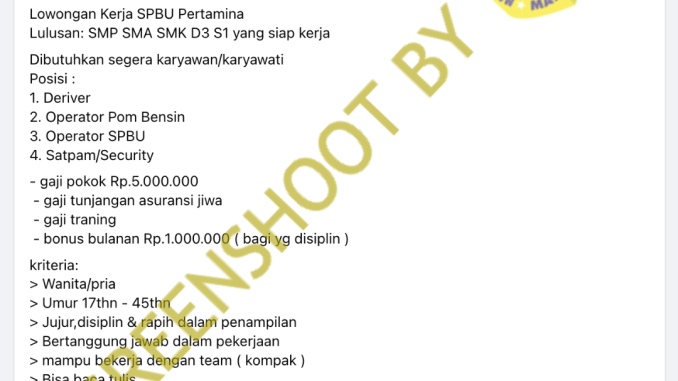 Lowongan Kerja SPBU Pertamina
Lulusan: SMP SMA SMK D3 S1 yang siap kerja
Dibutuhkan segera karyawan/karyawati
Posisi :
1. Deriver
2. Operator Pom Bensin
3. Operator SPBU
4. Satpam/Security
- gaji pokok Rp.5.000.000
- gaji tunjangan asuransi jiwa
- gaji traning
- bonus bulanan Rp.1.000.000 ( bagi yg disiplin )
kriteria:
> Wanita/pria
> Umur 17thn - 45thn
> Jujur,disiplin & rapih dalam penampilan
> Bertanggung jawab dalam pekerjaan
> mampu bekerja dengan team ( kompak )
> Bisa baca tulis
REENSHOOT BY